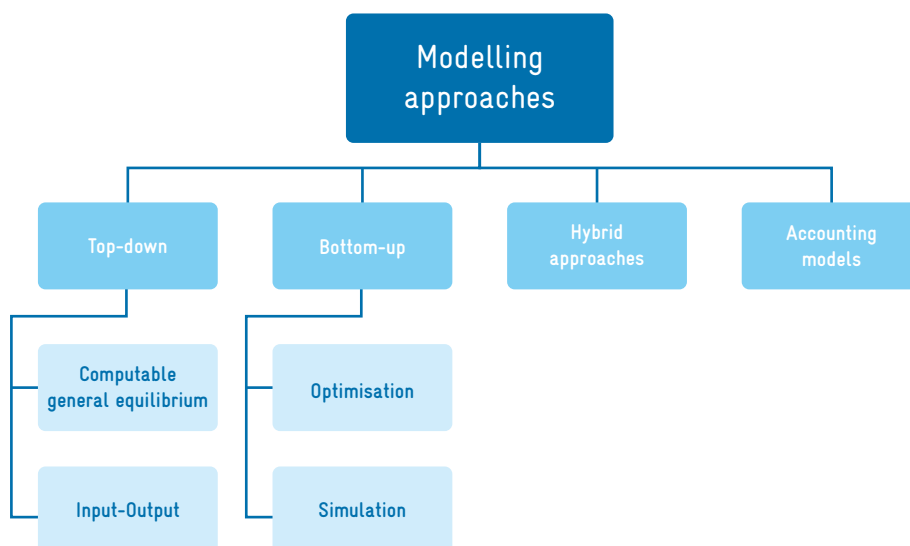 Modelling
approaches
Top-down
Bottom-up
Hybrid
approaches
Accounting
models
Computable
general equilibrium
Optimisation
Input-Output
Simulation